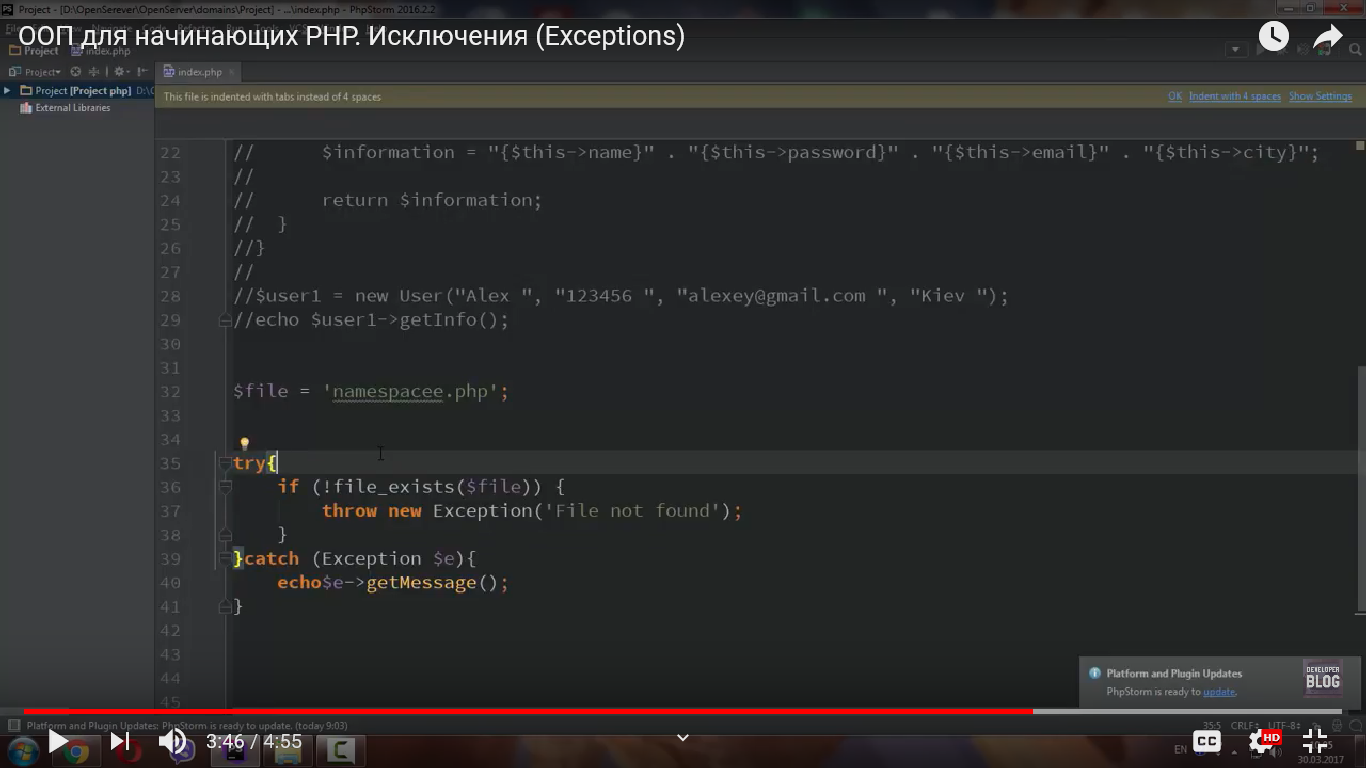 Project - [D:\OpenSerever\OpenServer\domains\Project] - ...\index.php - PhpStorm 2016.2.2
ООП для начинающих PHP. Исключения (Exceptions)
Project
index.php
Project
index.php
Project [Project php]
External Libraries
This file is indented with tabs instead of 4 spaces
OK Indent with 4 spaces Show Settings
22 // $information = "{$this->name}" . "{$this->password}" . "{$this->email}" . "{$this->city}";
23 //
24 // return $information;
25 // }
26 //}
27 //
28 //$user1 = new User("Alex ", "123456 ", "alexey@gmail.com ", "Kiev ");
29 //echo $user1->getInfo();
30
31
32 $file = 'namespacee.php';
33
34
35 try{
36 if (!file_exists($file)) {
37 throw new Exception('File not found');
38 }
39 }catch (Exception $e){
40 echo$e->getMessage();
41 }
42
43
44
45
Platform and Plugin Updates
PhpStorm is ready to update.
DEVELOPER
BLOG
Platform and Plugin Updates: PhpStorm is ready to update. (today 9:03)
35:5 CRLF UTF-8
3:46 / 4:55
CC
HD
EN
30.03.2017